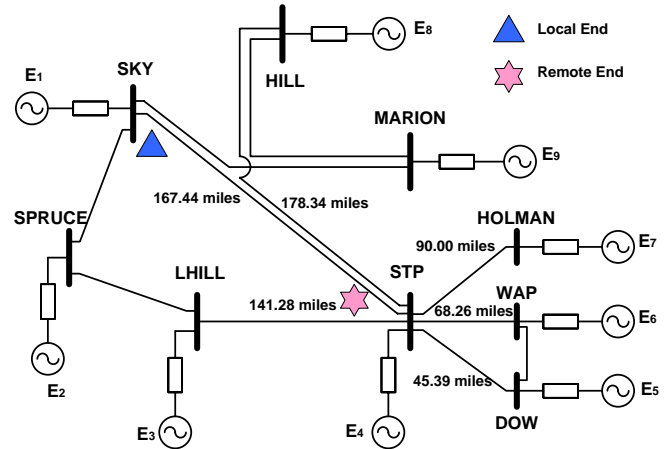 E8
Local End
SKY
HILL
E1
Remote End
MARION
E9
167.44 miles
178.34 miles
SPRUCE
HOLMAN
90.00 miles
E7
LHILL
STP
WAP
141.28 miles
68.26 miles
E6
E2
45.39 miles
E5
E3
E4
DOW